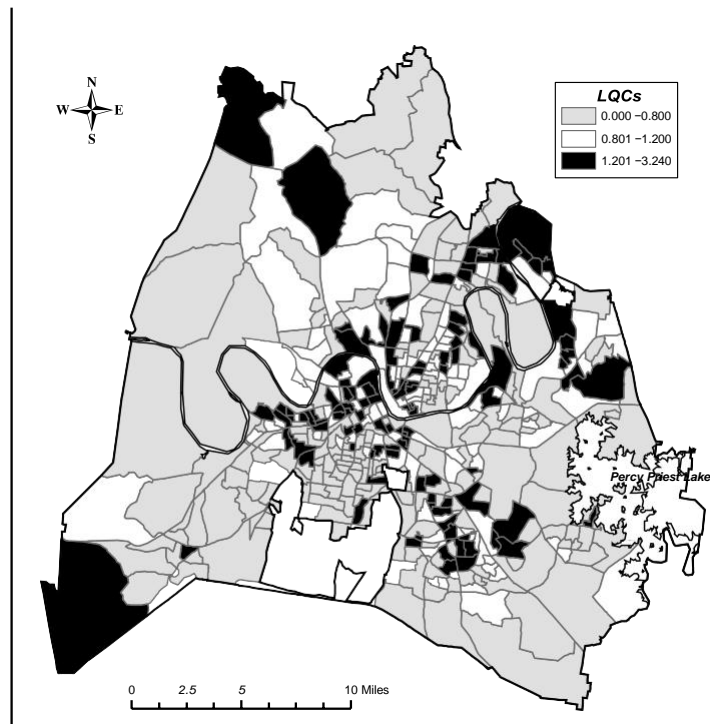 N
W E
S
LQCs
0.000 –0.800
0.801 –1.200
1.201 –3.240
Percy Priest Lake
0 2.5 5 10 Miles